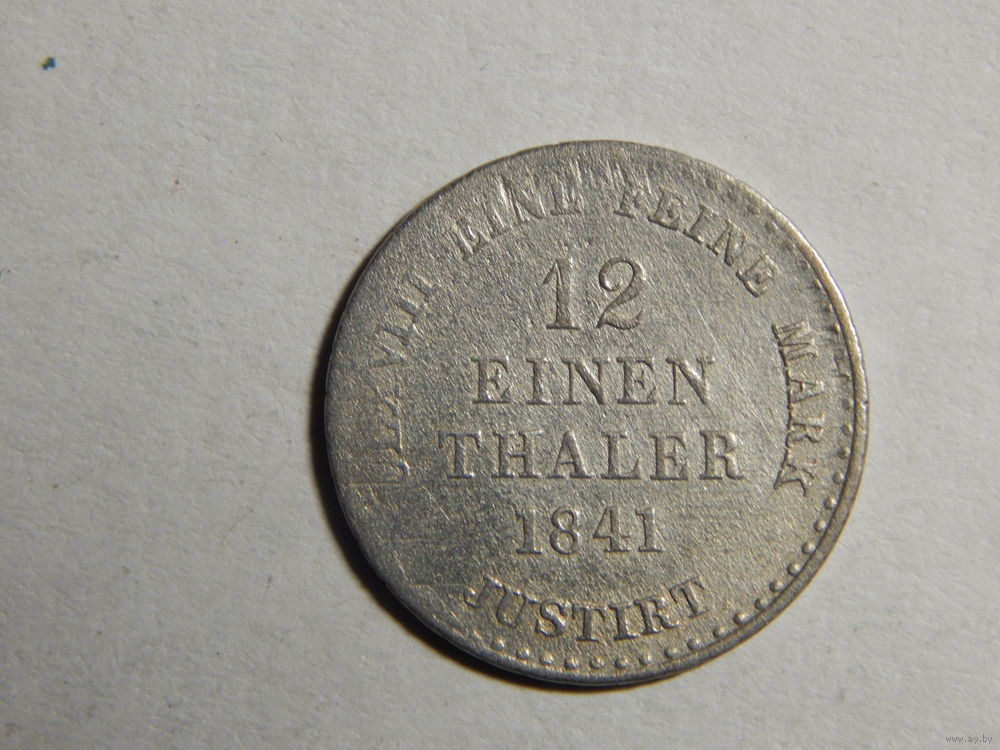 EINE FEINE MARK
12
EINEN
THALER
1841
JUSTIRT
www.ay.by